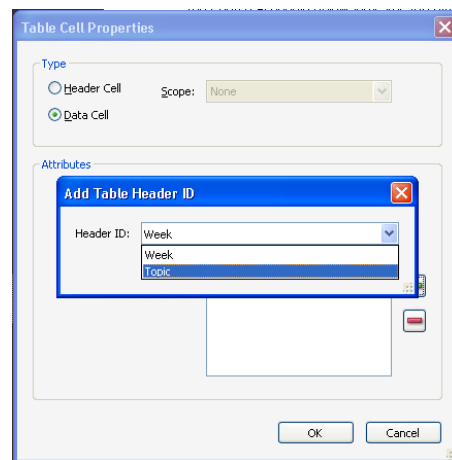 Table Cell Properties
Type
Header Cell Scope: None
Data Cell
Attributes
Add Table Header ID
Header ID: Week
Week
Topic
OK Cancel